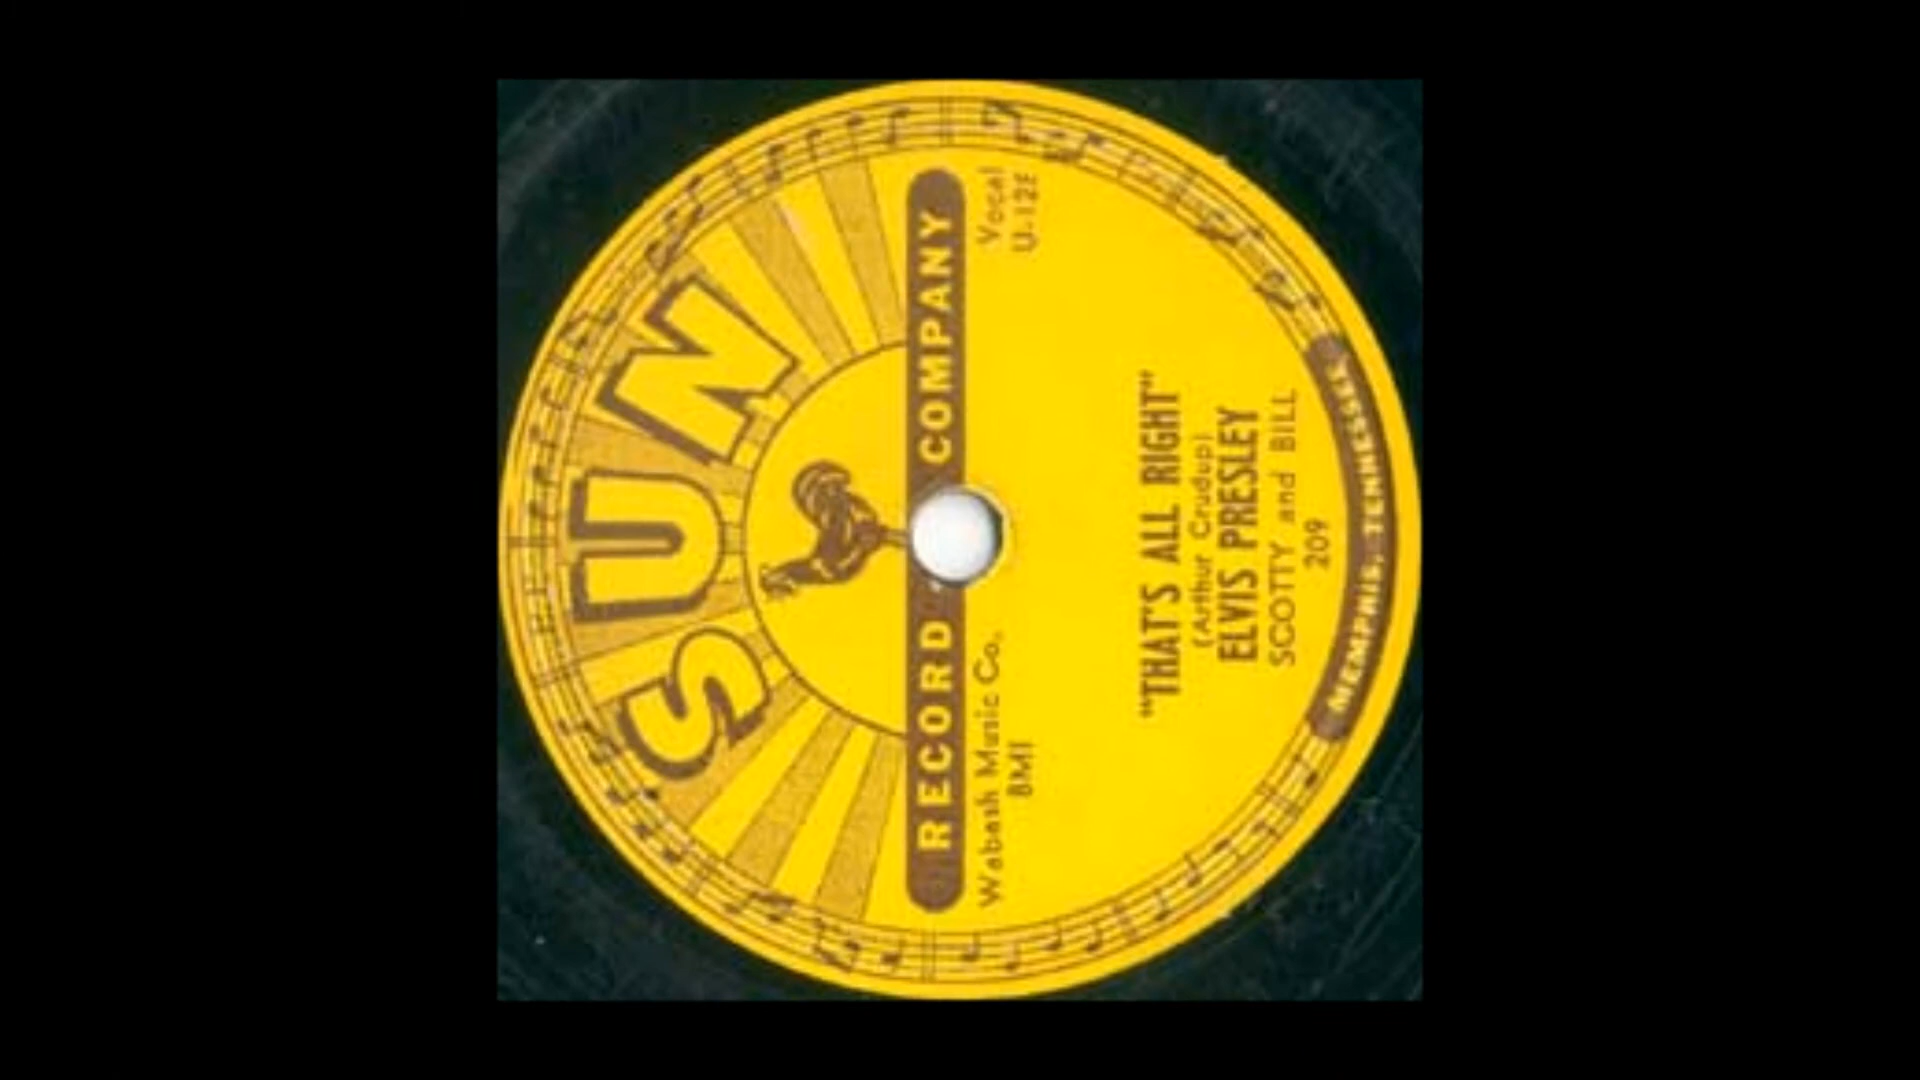 SUN
RECORD COMPANY
Wabash Music Co.
BMI
Vocal
"THAT'S ALL RIGHT"
(Arthur Crudup)
ELVIS PRESLEY
SCOTTY and BILL
209
MEMPHIS, TENNESSEE